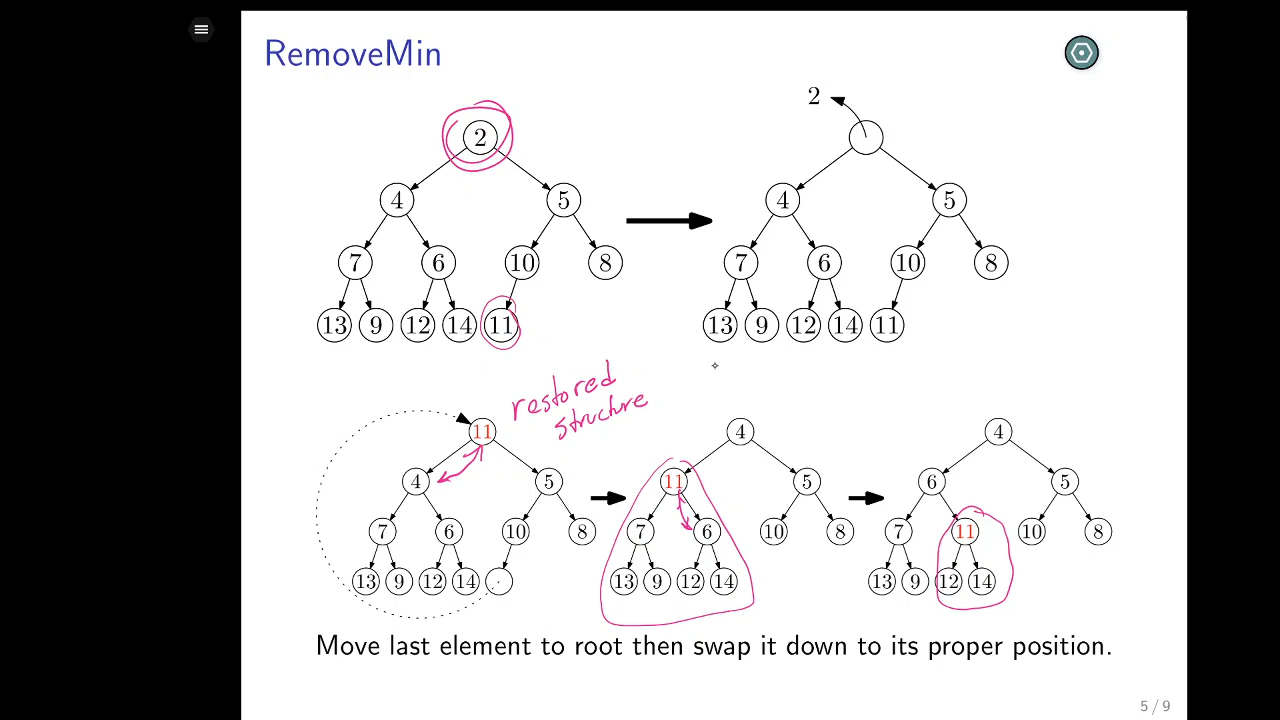 RemoveMin
2
2
4 5 4 5
7 6 10 8 7 6 10 8
13 9 12 14 11 13 9 12 14 11
restored
structure
11 4 4
4 5 11 5 6 5
7 6 10 8 7 6 10 8 7 11 10 8
13 9 12 14 13 9 12 14 13 9 12 14
Move last element to root then swap it down to its proper position.
5 / 9